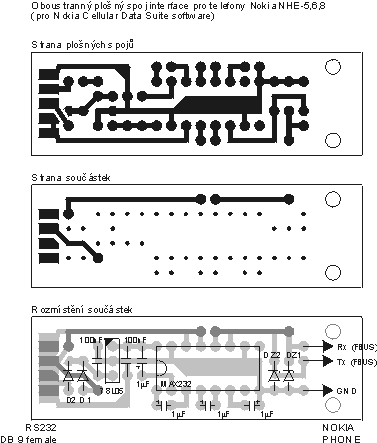 Oboustranný plošný spoj interface pro telefony Nokia NHE-5,6,8
(pro Nokia Cellular Data Suite software)
Strana plošných spojů
Strana součástek
Rozmístění součástek
100nF 100nF
DZ2 DZ1
Rx (FBUS)
Tx (FBUS)
1µF
MAX232
78L05
D2 D1
GND
1µF 1µF 1µF
RS232
DB 9 female
NOKIA
PHONE